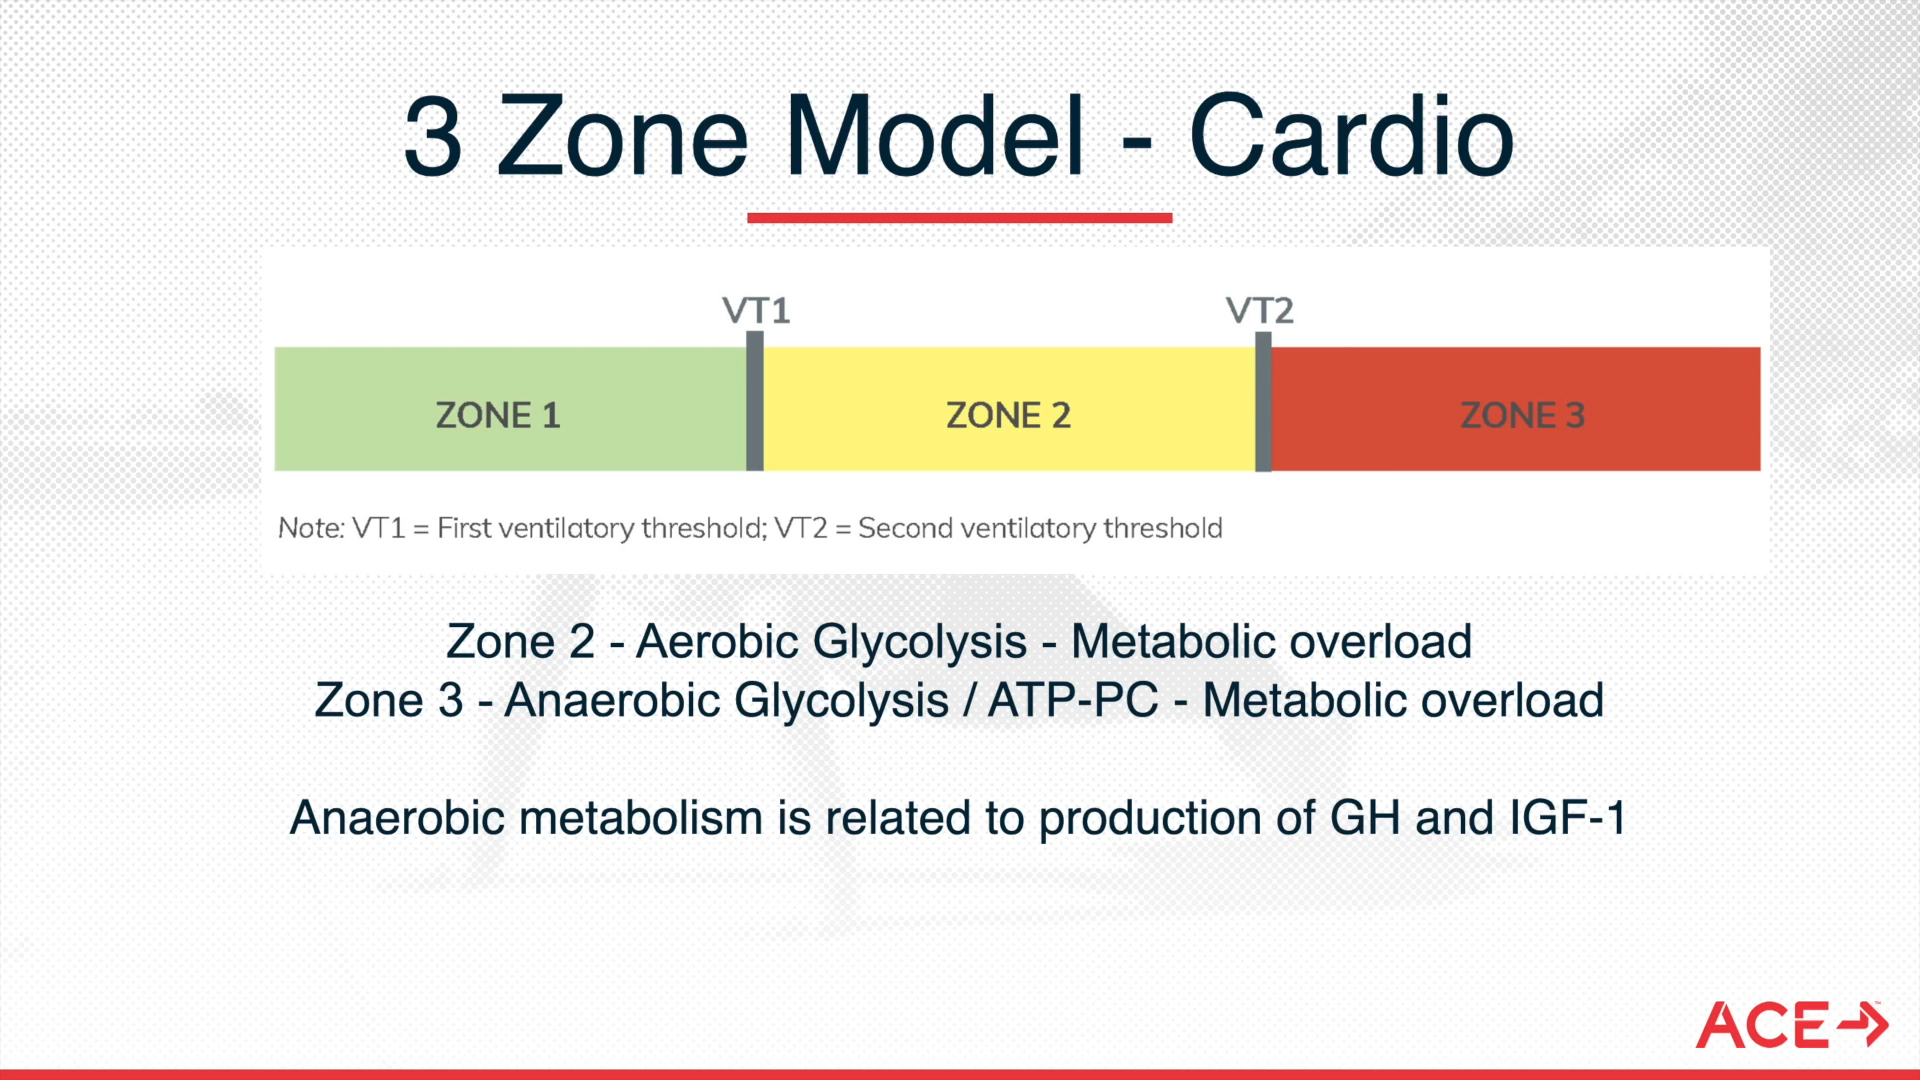 3 Zone Model - Cardio
VT1 VT2
ZONE 1 ZONE 2 ZONE 3
Note: VT1 = First ventilatory threshold; VT2 = Second ventilatory threshold
Zone 2 - Aerobic Glycolysis - Metabolic overload
Zone 3 - Anaerobic Glycolysis / ATP-PC - Metabolic overload
Anaerobic metabolism is related to production of GH and IGF-1
ACE™